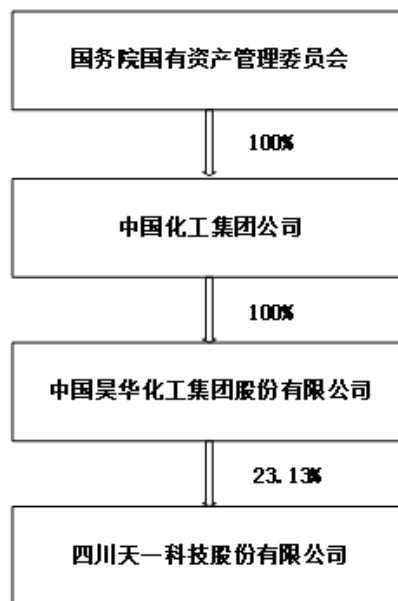 国务院国有资产管理委员会
100%
中国化工集团公司
100%
中国昊华化工集团股份有限公司
23.13%
四川天一科技股份有限公司